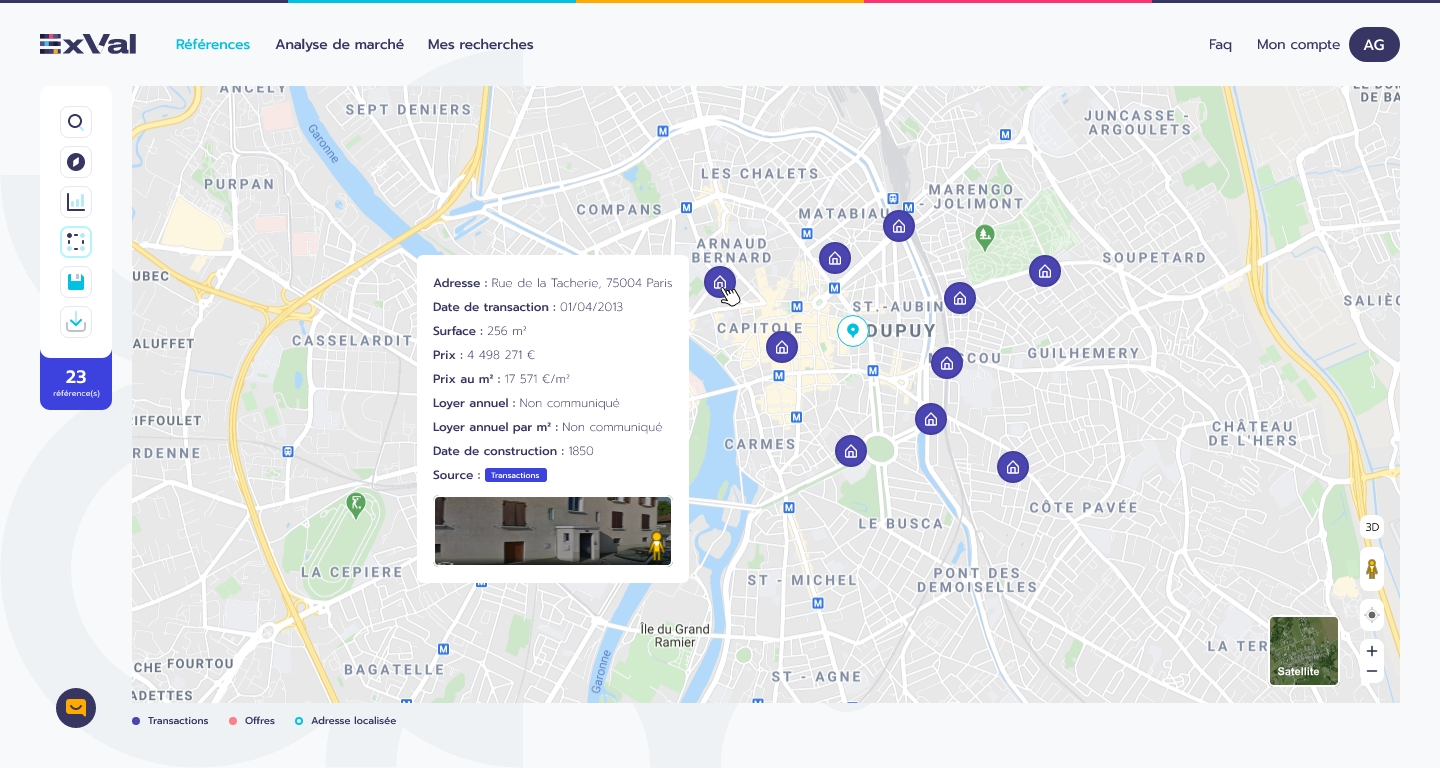 ExVal
Références
Analyse de marché
Mes recherches
Faq
Mon compte
AG
23
référence(s)
ANCELY
SEPT DENIERS
Garonne
PURPAN
COMPANS
LES CHALETS
MATABIAU
MARENGO
- JOLIMONT
JUNCASSE -
ARGOULETS
DE BA
ARNAUD
BERNARD
SOUPETARD
UBEC
SALIÈG
ST.-AUBIN
CAPITOLE
DUPUY
ALUFFET
CASSELARDIT
COU
GUILHEMERY
IFFOULET
RDENNE
CARMES
CHÂTEAU
DE L'HERS
LE BUSCA
CÔTE PAVÉE
LA CEPIERE
ST - MICHEL
PONT DES
DEMOISELLES
Île du Grand
Ramier
LA TER
CHE FOURTOU
BAGATELLE
Garonne
ST - AGNE
ADETTES
M
M
M
M
M
M
M
M
M
M
M
M
M
M
Adresse : Rue de la Tacherie, 75004 Paris
Date de transaction : 01/04/2013
Surface : 256 m²
Prix : 4 498 271 €
Prix au m² : 17 571 €/m²
Loyer annuel : Non communiqué
Loyer annuel par m² : Non communiqué
Date de construction : 1850
Source : Transactions
3D
+
−
Satellite
Transactions
Offres
Adresse localisée